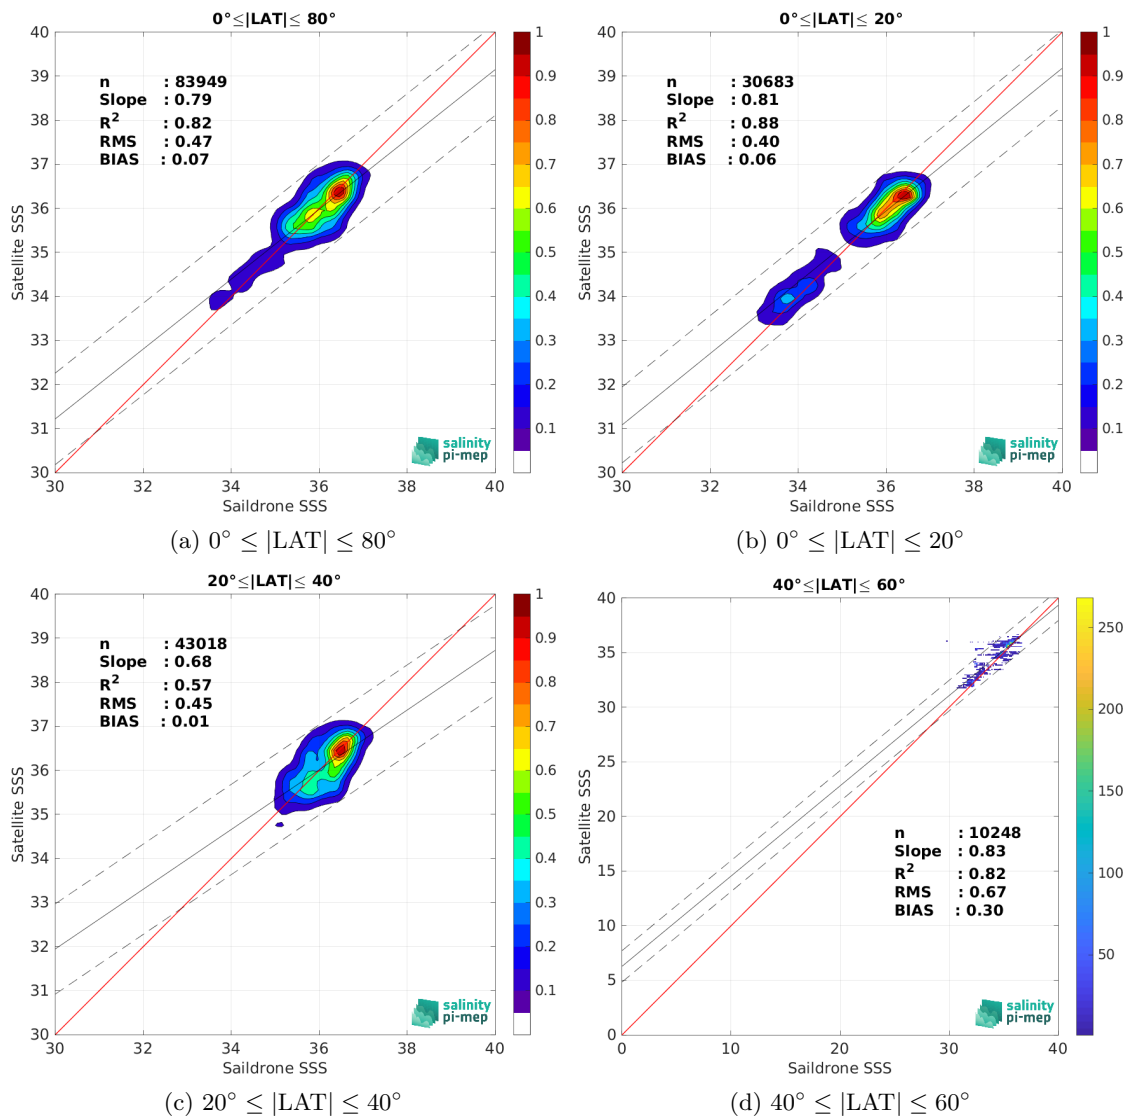 0°≤|LAT|≤ 80°
40
39
38
37
36
35
34
33
32
31
30
n : 83949
Slope : 0.79
R² : 0.82
RMS : 0.47
BIAS : 0.07
Satellite SSS
salinity
pi-mep
30 32 34 36 38 40
Saildrone SSS
1
0.9
0.8
0.7
0.6
0.5
0.4
0.3
0.2
0.1
(a) 0° ≤ |LAT| ≤ 80°
0°≤|LAT|≤ 20°
40
39
38
37
36
35
34
33
32
31
30
n : 30683
Slope : 0.81
R² : 0.88
RMS : 0.40
BIAS : 0.06
Satellite SSS
salinity
pi-mep
30 32 34 36 38 40
Saildrone SSS
1
0.9
0.8
0.7
0.6
0.5
0.4
0.3
0.2
0.1
(b) 0° ≤ |LAT| ≤ 20°
20°≤|LAT|≤ 40°
40
39
38
37
36
35
34
33
32
31
30
n : 43018
Slope : 0.68
R² : 0.57
RMS : 0.45
BIAS : 0.01
Satellite SSS
salinity
pi-mep
30 32 34 36 38 40
Saildrone SSS
1
0.9
0.8
0.7
0.6
0.5
0.4
0.3
0.2
0.1
(c) 20° ≤ |LAT| ≤ 40°
40°≤|LAT|≤ 60°
40
35
30
25
20
15
10
5
0
n : 10248
Slope : 0.83
R² : 0.82
RMS : 0.67
BIAS : 0.30
Satellite SSS
salinity
pi-mep
0 10 20 30 40
Saildrone SSS
250
200
150
100
50
(d) 40° ≤ |LAT| ≤ 60°